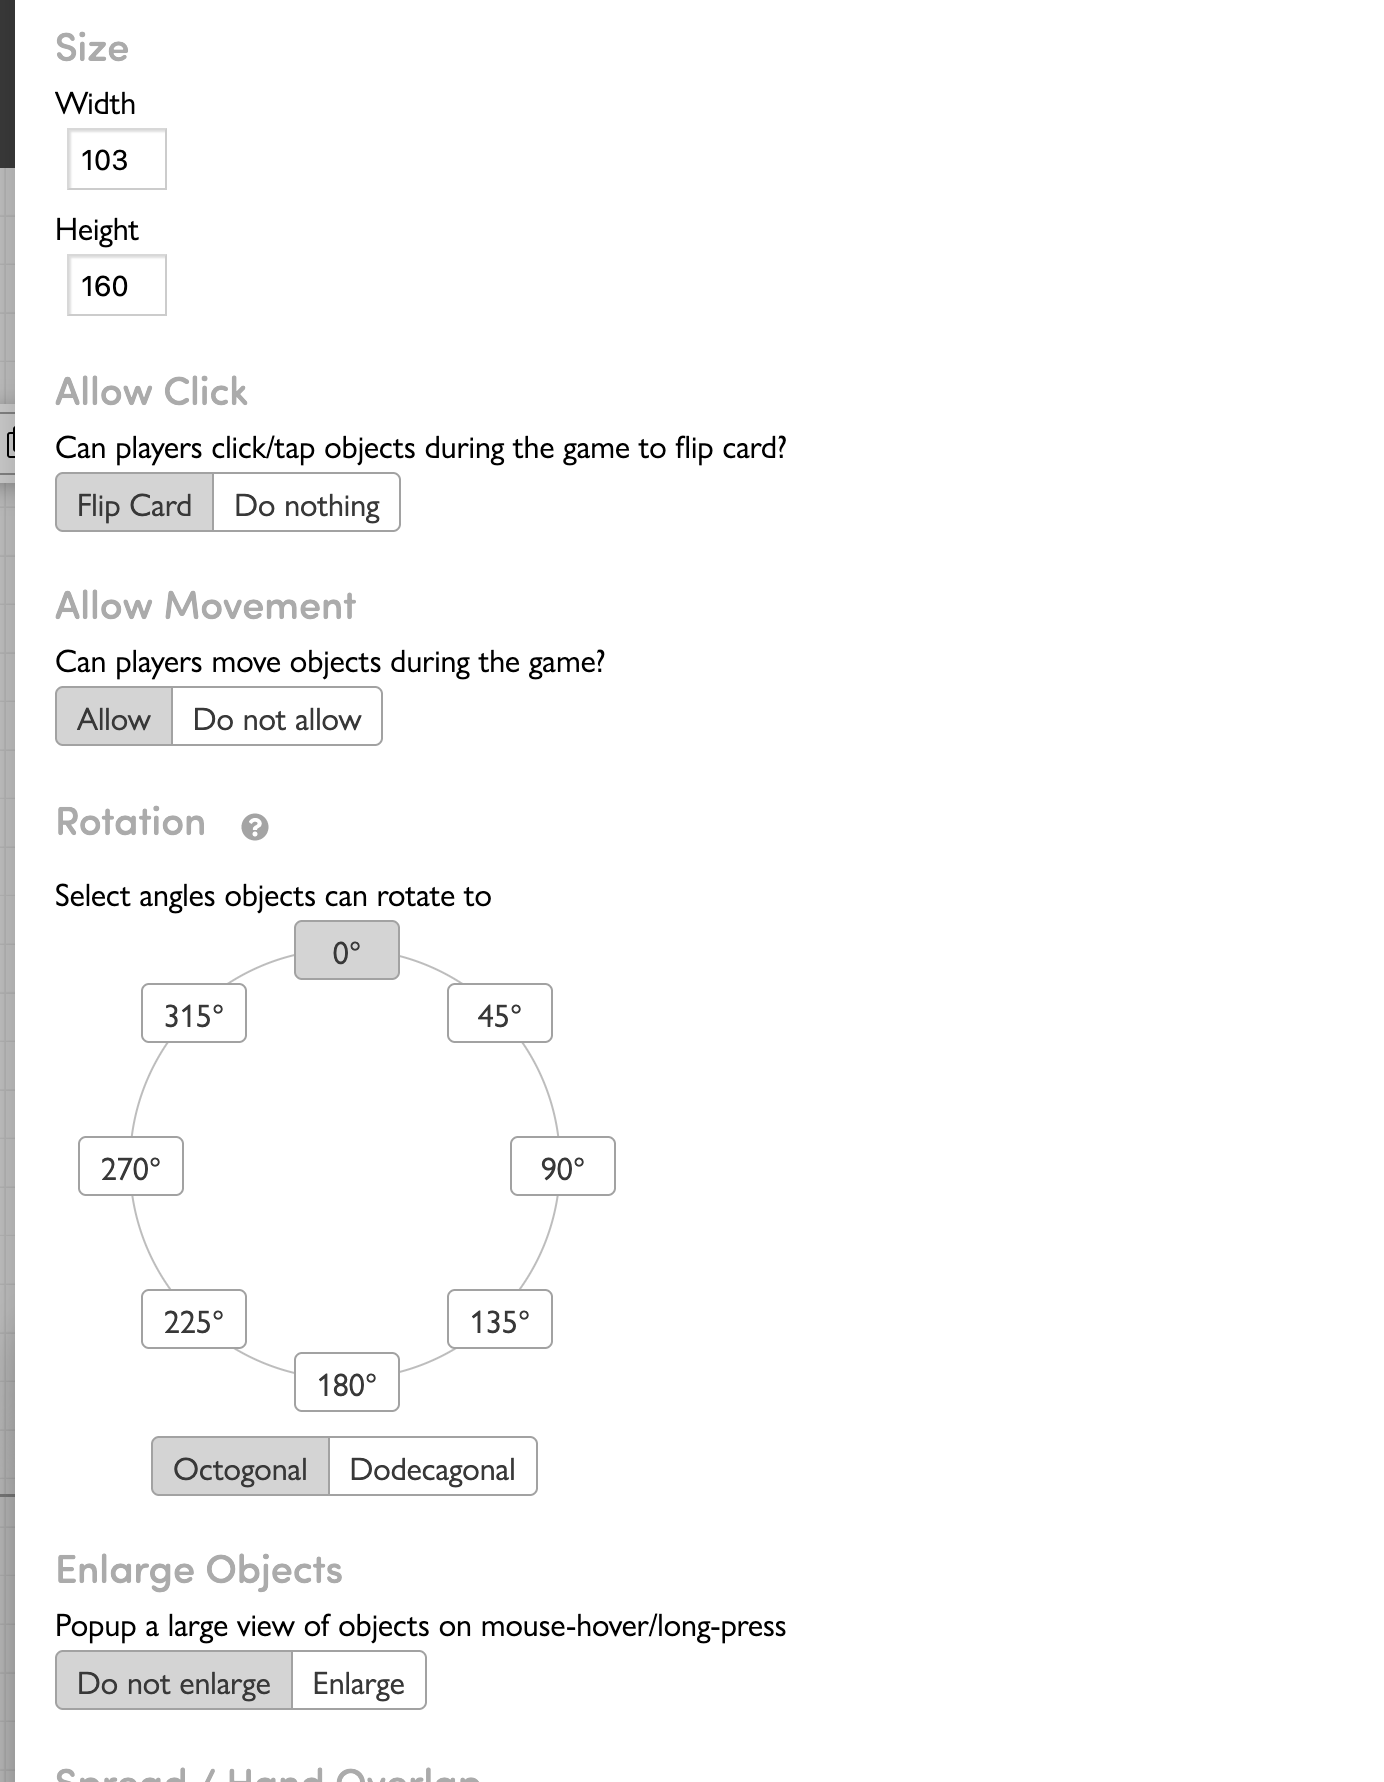 Size
Width
103
Height
160
Allow Click
Can players click/tap objects during the game to flip card?
Flip Card Do nothing
Allow Movement
Can players move objects during the game?
Allow Do not allow
Rotation ?
Select angles objects can rotate to
0°
315° 45°
270° 90°
225° 135°
180°
Octogonal Dodecagonal
Enlarge Objects
Popup a large view of objects on mouse-hover/long-press
Do not enlarge Enlarge
Spread / Hand Overlap